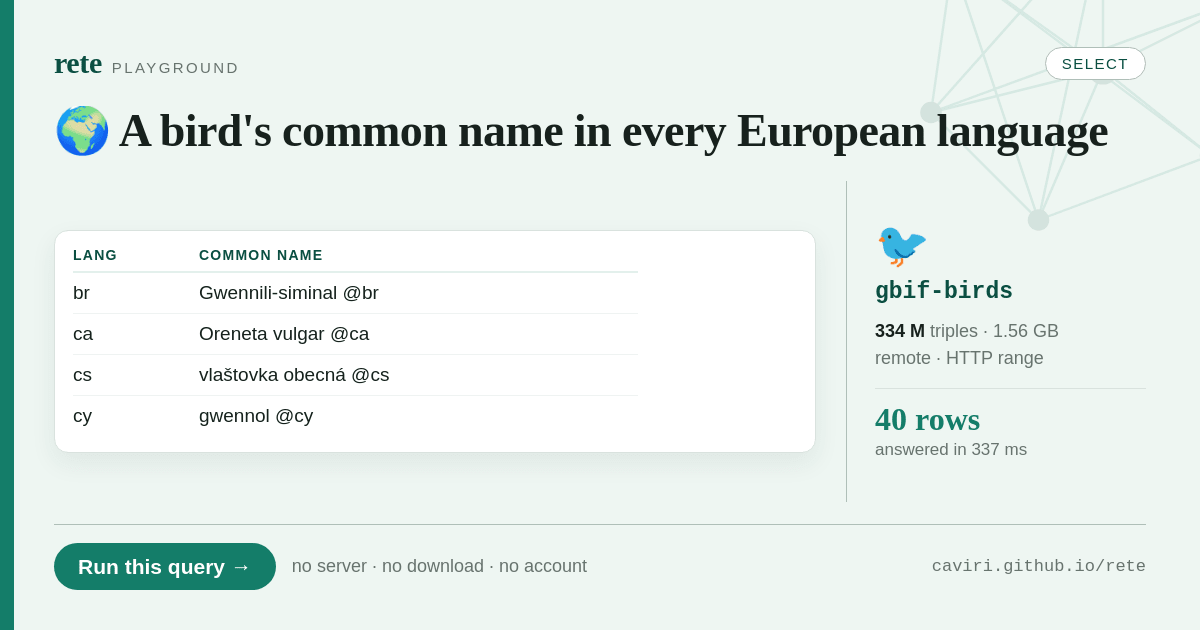 rete PLAYGROUND
SELECT
🌍 A bird's common name in every European language
LANG COMMON NAME
br Gwennili-siminal @br
ca Oreneta vulgar @ca
cs vlaštovka obecná @cs
cy gwennol @cy
🐦
gbif-birds
334 M triples · 1.56 GB
remote · HTTP range
40 rows
answered in 337 ms
Run this query →
no server · no download · no account
caviri.github.io/rete